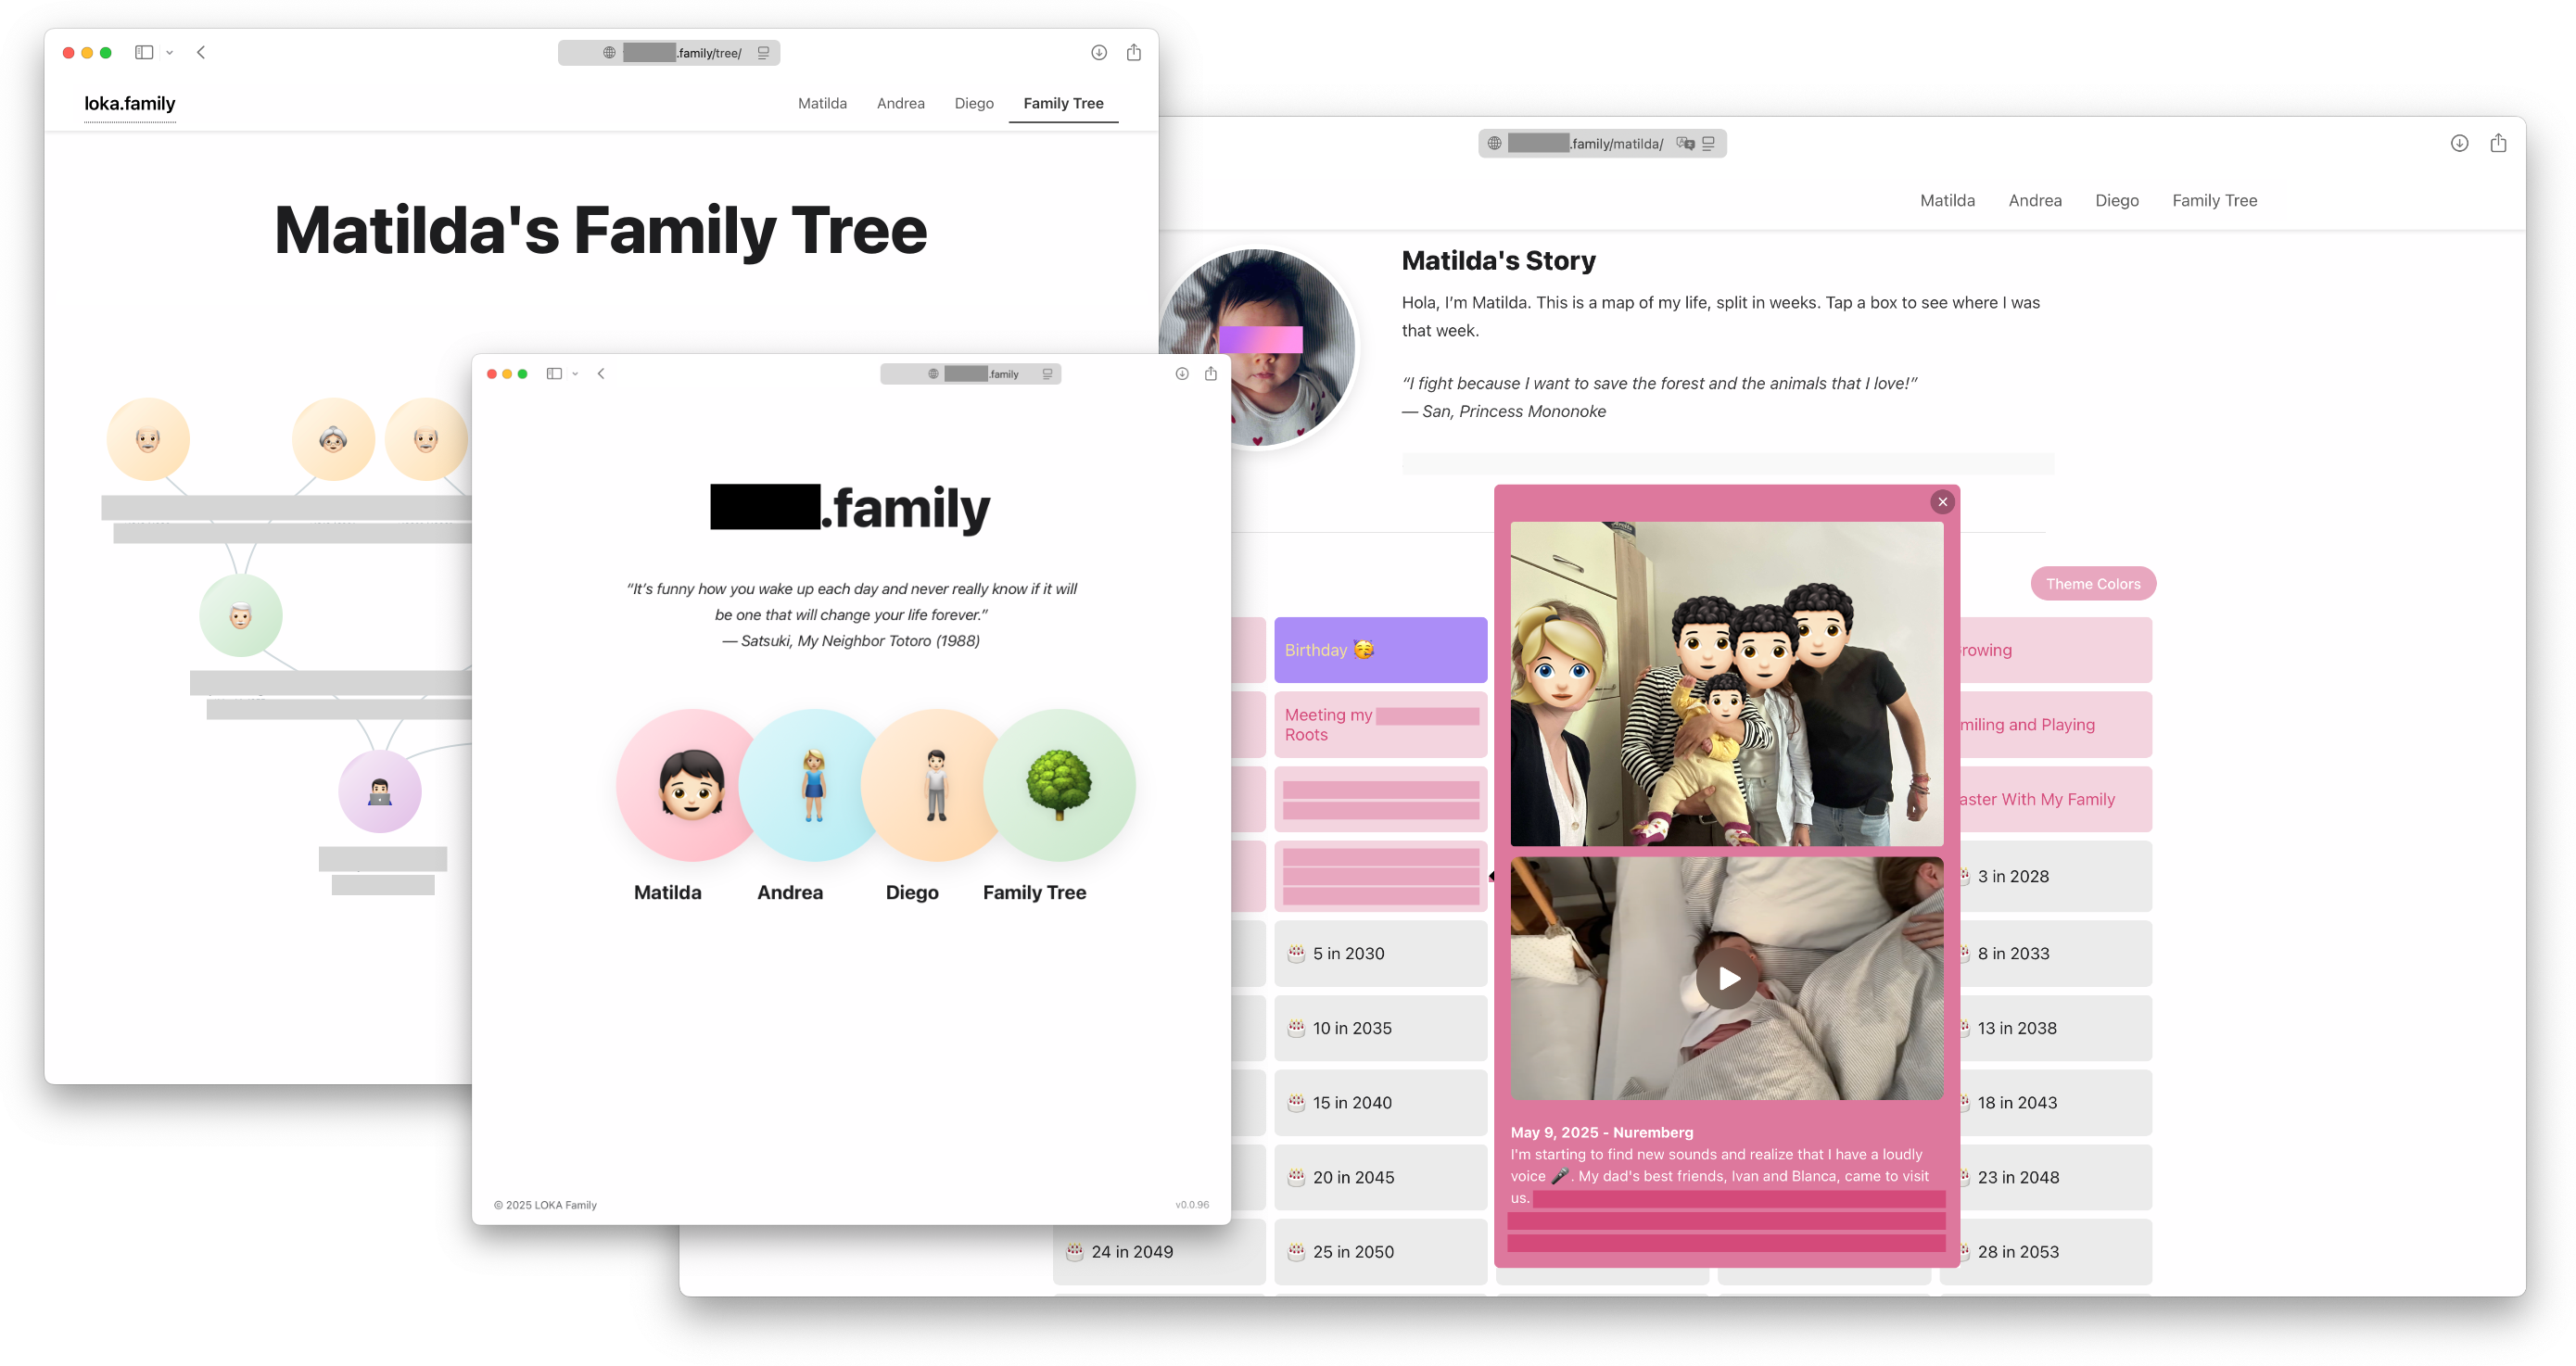 .family/tree/
loka.family
Matilda
Andrea
Diego
Family Tree
Matilda's Family Tree
.family
.family
“It’s funny how you wake up each day and never really know if it will
be one that will change your life forever.”
— Satsuki, My Neighbor Totoro (1988)
Matilda
Andrea
Diego
Family Tree
© 2025 LOKA Family
v0.0.96
.family/matilda/
Matilda
Andrea
Diego
Family Tree
Matilda's Story
Hola, I’m Matilda. This is a map of my life, split in weeks. Tap a box to see where I was
that week.
“I fight because I want to save the forest and the animals that I love!”
— San, Princess Mononoke
Theme Colors
Birthday 🥳
rowing
Meeting my
Roots
miling and Playing
aster With My Family
3 in 2028
🎂 5 in 2030
8 in 2033
🎂 10 in 2035
13 in 2038
🎂 15 in 2040
18 in 2043
🎂 20 in 2045
23 in 2048
🎂 24 in 2049
🎂 25 in 2050
28 in 2053
May 9, 2025 - Nuremberg
I'm starting to find new sounds and realize that I have a loudly
voice 🎤. My dad's best friends, Ivan and Blanca, came to visit
us.